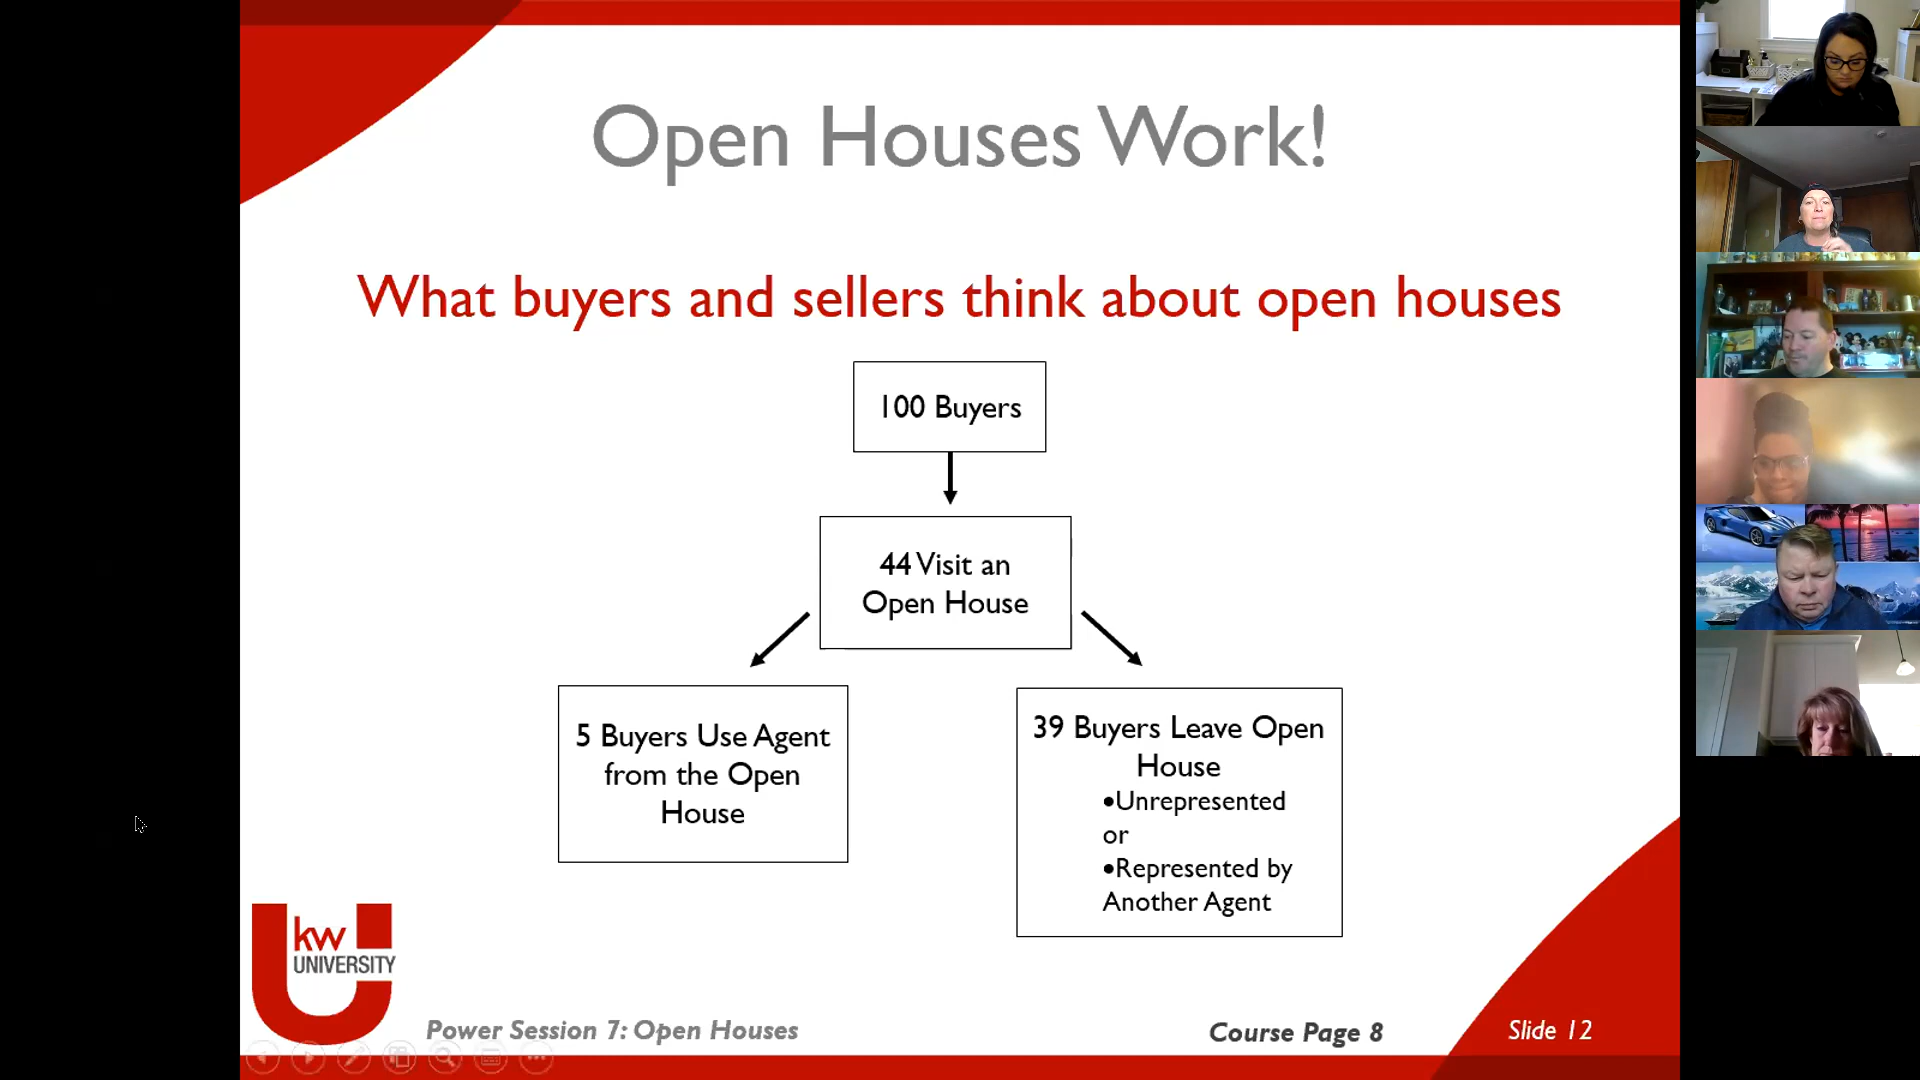 Open Houses Work!
What buyers and sellers think about open houses
100 Buyers
44 Visit an
Open House
5 Buyers Use Agent
from the Open
House
39 Buyers Leave Open
House
•Unrepresented
or
•Represented by
Another Agent
kw
UNIVERSITY
Power Session 7: Open Houses
Course Page 8
Slide 12